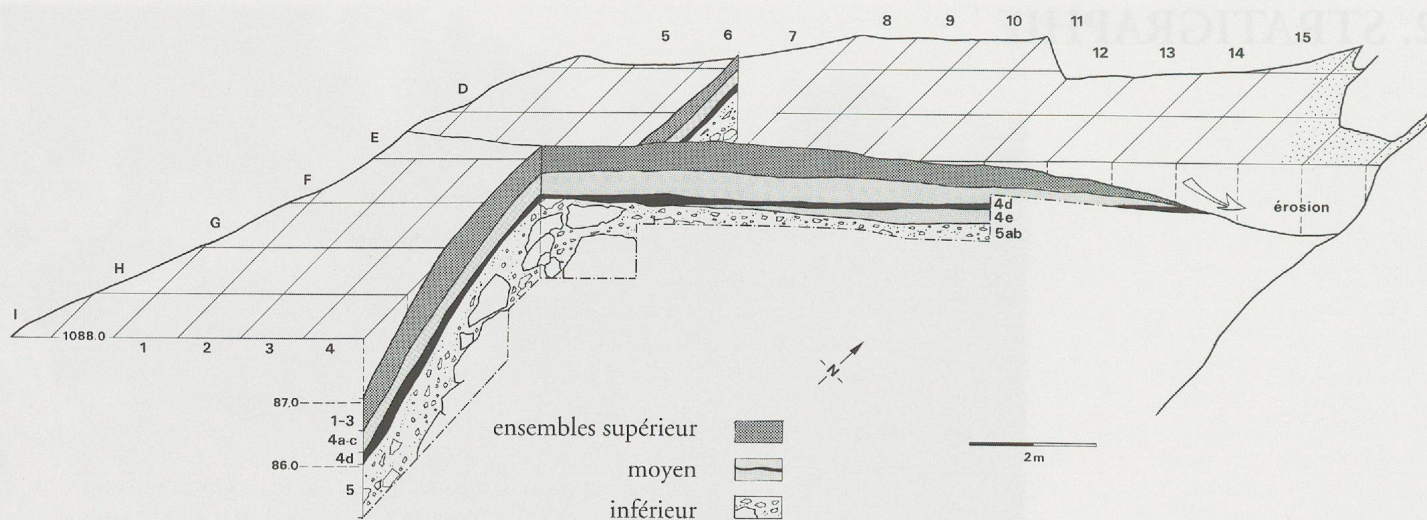 2. STRATIGRAPHIE
5 6 7 8 9 10 11 12 13 14 15
D
E
F
G
H
I
1088.0
1 2 3 4
87.0
1-3
4a-c
4d
86.0
5
4d
4e
5ab
érosion
N
2m
ensembles supérieur
moyen
inférieur